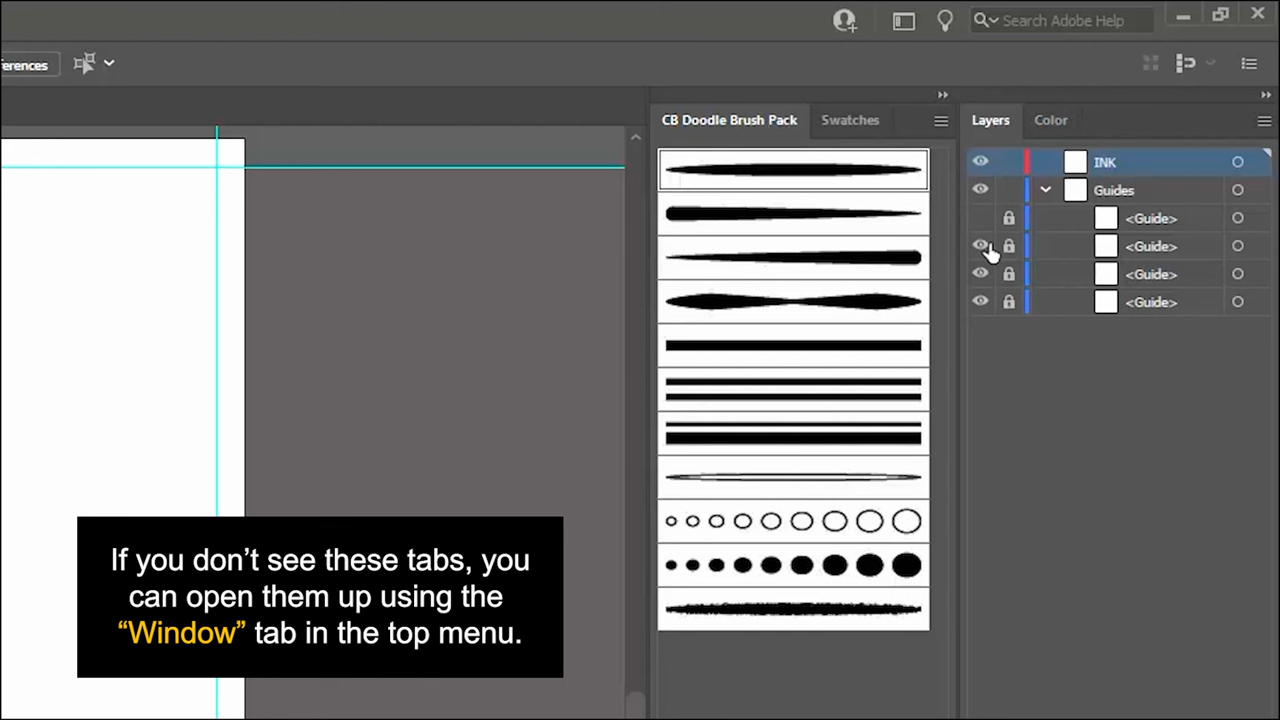 Search Adobe Help
erences
CB Doodle Brush Pack
Swatches
Layers
Color
INK
Guides
<Guide>
<Guide>
<Guide>
<Guide>
If you don’t see these tabs, you
can open them up using the
“Window” tab in the top menu.